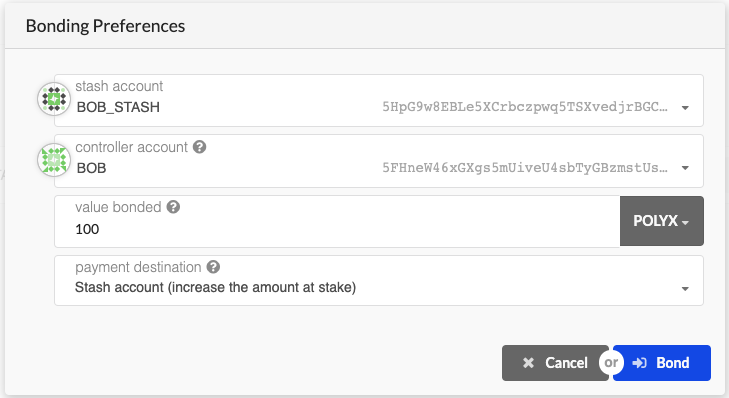 Bonding Preferences
stash account
BOB_STASH 5HpG9w8EBLe5XCrbczpwq5TSXvedjrBGC…
controller account ?
BOB 5FHneW46xGXgs5mUiveU4sbTyGBzmstUs…
value bonded ?
100 POLYX
payment destination ?
Stash account (increase the amount at stake)
Cancel or Bond